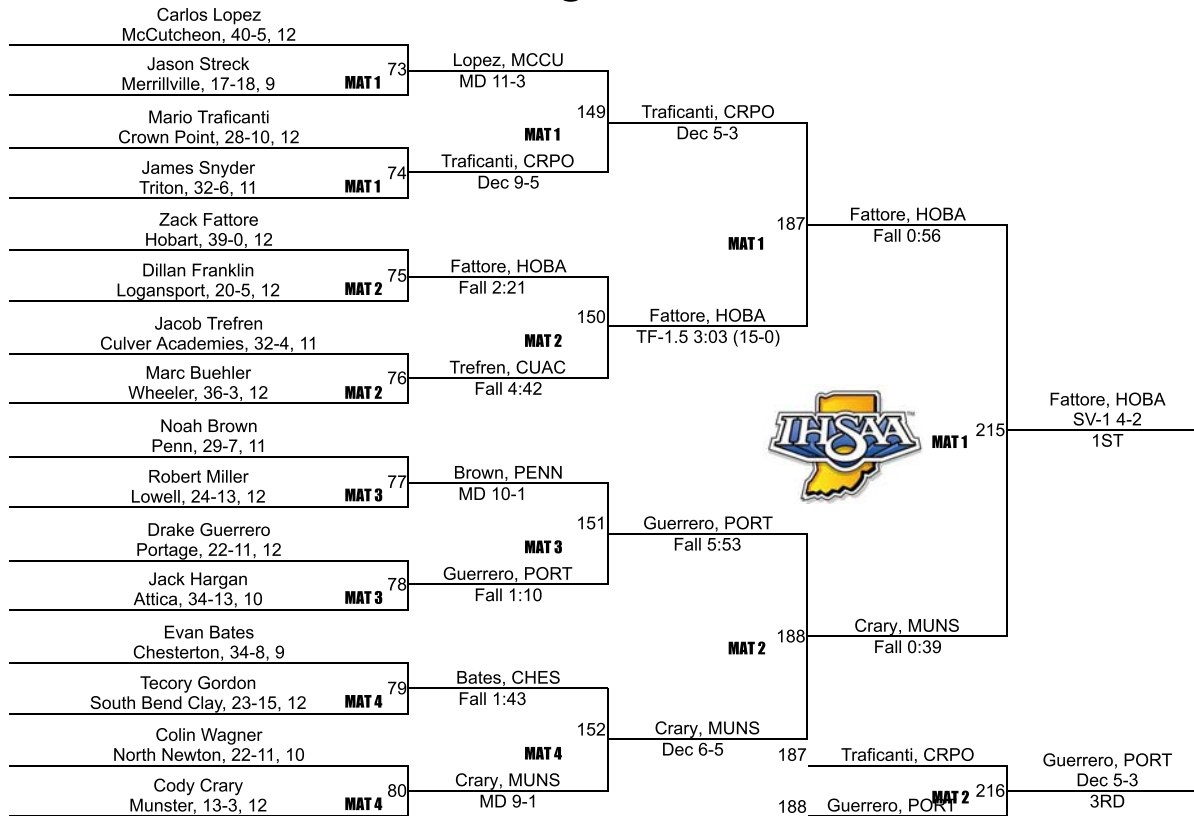 Carlos Lopez
McCutcheon, 40-5, 12
Jason Streck
Merrillville, 17-18, 9
MAT 1
73
Lopez, MCCU
MD 11-3
Mario Traficanti
Crown Point, 28-10, 12
James Snyder
Triton, 32-6, 11
MAT 1
74
Traficanti, CRPO
Dec 9-5
149
MAT 1
Traficanti, CRPO
Dec 5-3
Zack Fattore
Hobart, 39-0, 12
Dillan Franklin
Logansport, 20-5, 12
MAT 2
75
Fattore, HOBA
Fall 2:21
Jacob Trefren
Culver Academies, 32-4, 11
Marc Buehler
Wheeler, 36-3, 12
MAT 2
76
Trefren, CUAC
Fall 4:42
150
MAT 2
Fattore, HOBA
TF-1.5 3:03 (15-0)
187
MAT 1
Fattore, HOBA
Fall 0:56
Noah Brown
Penn, 29-7, 11
Robert Miller
Lowell, 24-13, 12
MAT 3
77
Brown, PENN
MD 10-1
Drake Guerrero
Portage, 22-11, 12
Jack Hargan
Attica, 34-13, 10
MAT 3
78
Guerrero, PORT
Fall 1:10
151
MAT 3
Guerrero, PORT
Fall 5:53
Evan Bates
Chesterton, 34-8, 9
Tecory Gordon
South Bend Clay, 23-15, 12
MAT 4
79
Bates, CHES
Fall 1:43
Colin Wagner
North Newton, 22-11, 10
Cody Crary
Munster, 13-3, 12
MAT 4
80
Crary, MUNS
MD 9-1
152
MAT 4
Crary, MUNS
Dec 6-5
188
MAT 2
Crary, MUNS
Fall 0:39
IHSAA™
MAT 1
215
Fattore, HOBA
SV-1 4-2
1ST
187
Traficanti, CRPO
188
Guerrero, PORT
MAT 2
216
Guerrero, PORT
Dec 5-3
3RD